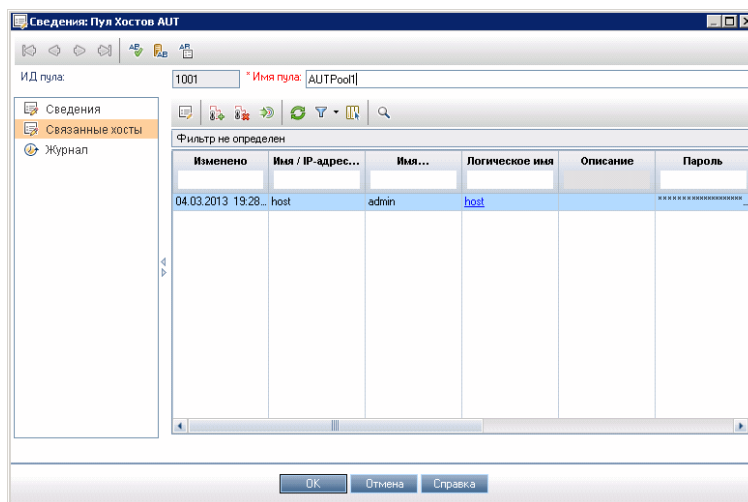 Сведения: Пул Хостов AUT
ИД пула: 1001 * Имя пула: AUTPool1
Сведения
Связанные хосты
Журнал
Фильтр не определен
Изменено Имя / IP-адрес... Имя... Логическое имя Описание Пароль
04.03.2013 19:28... host admin host ********************...
OK Отмена Справка